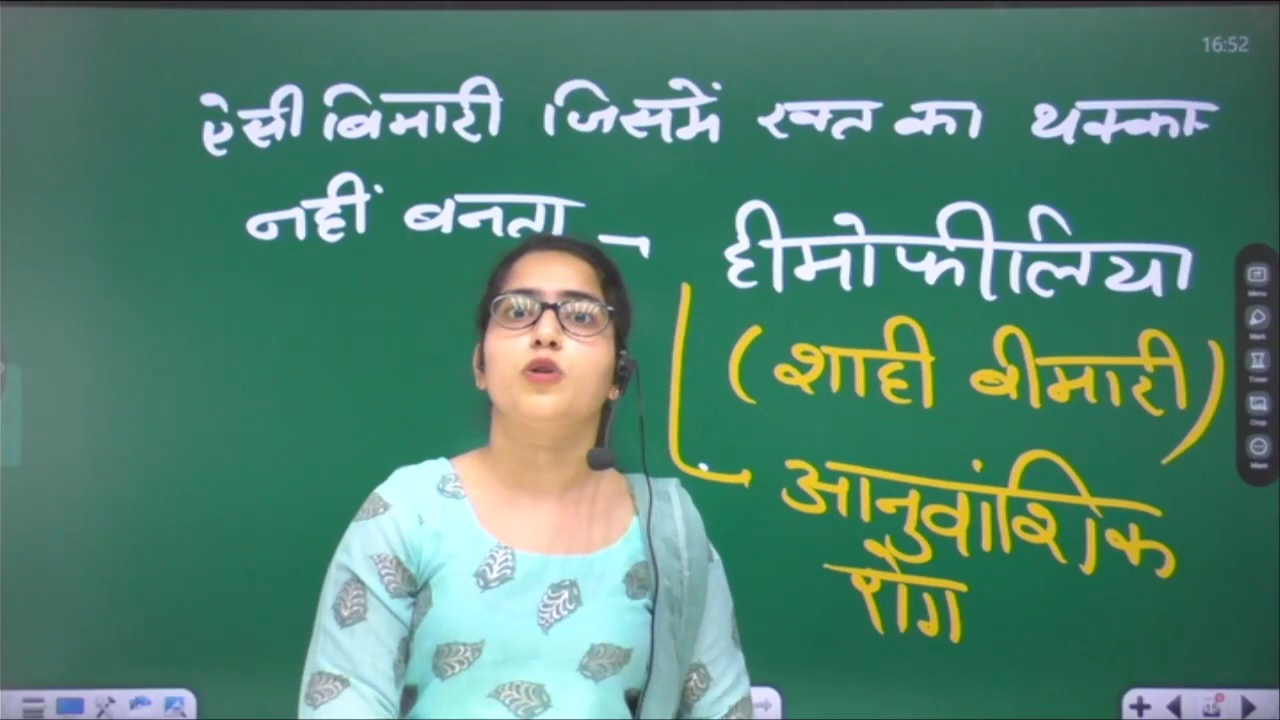 16:52
ऐसी बिमारी जिसमें रक्त का थक्का
नहीं बनता - हीमोफीलिया
(शाही बीमारी)
आनुवांशिक
रोग